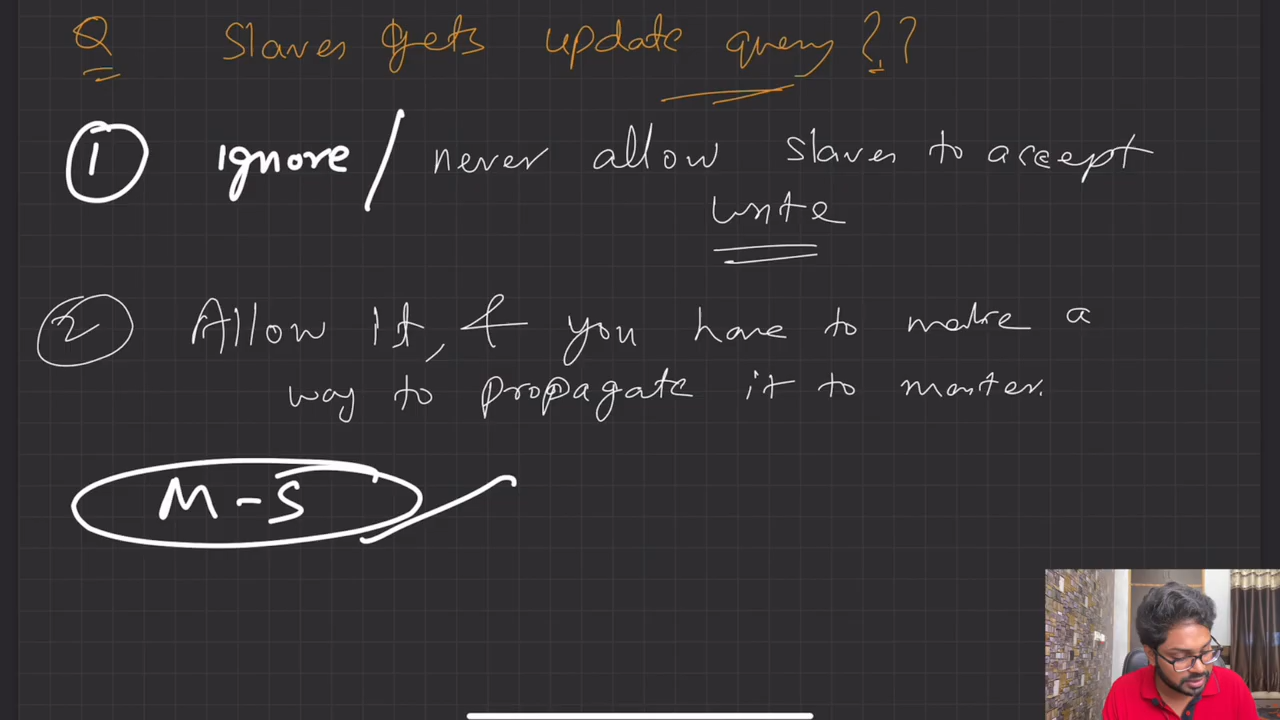 Q Slaves gets update query ??
1 ignore / never allow slaves to accept
write
2 Allow it, & you have to make a
way to propagate it to master.
M-S